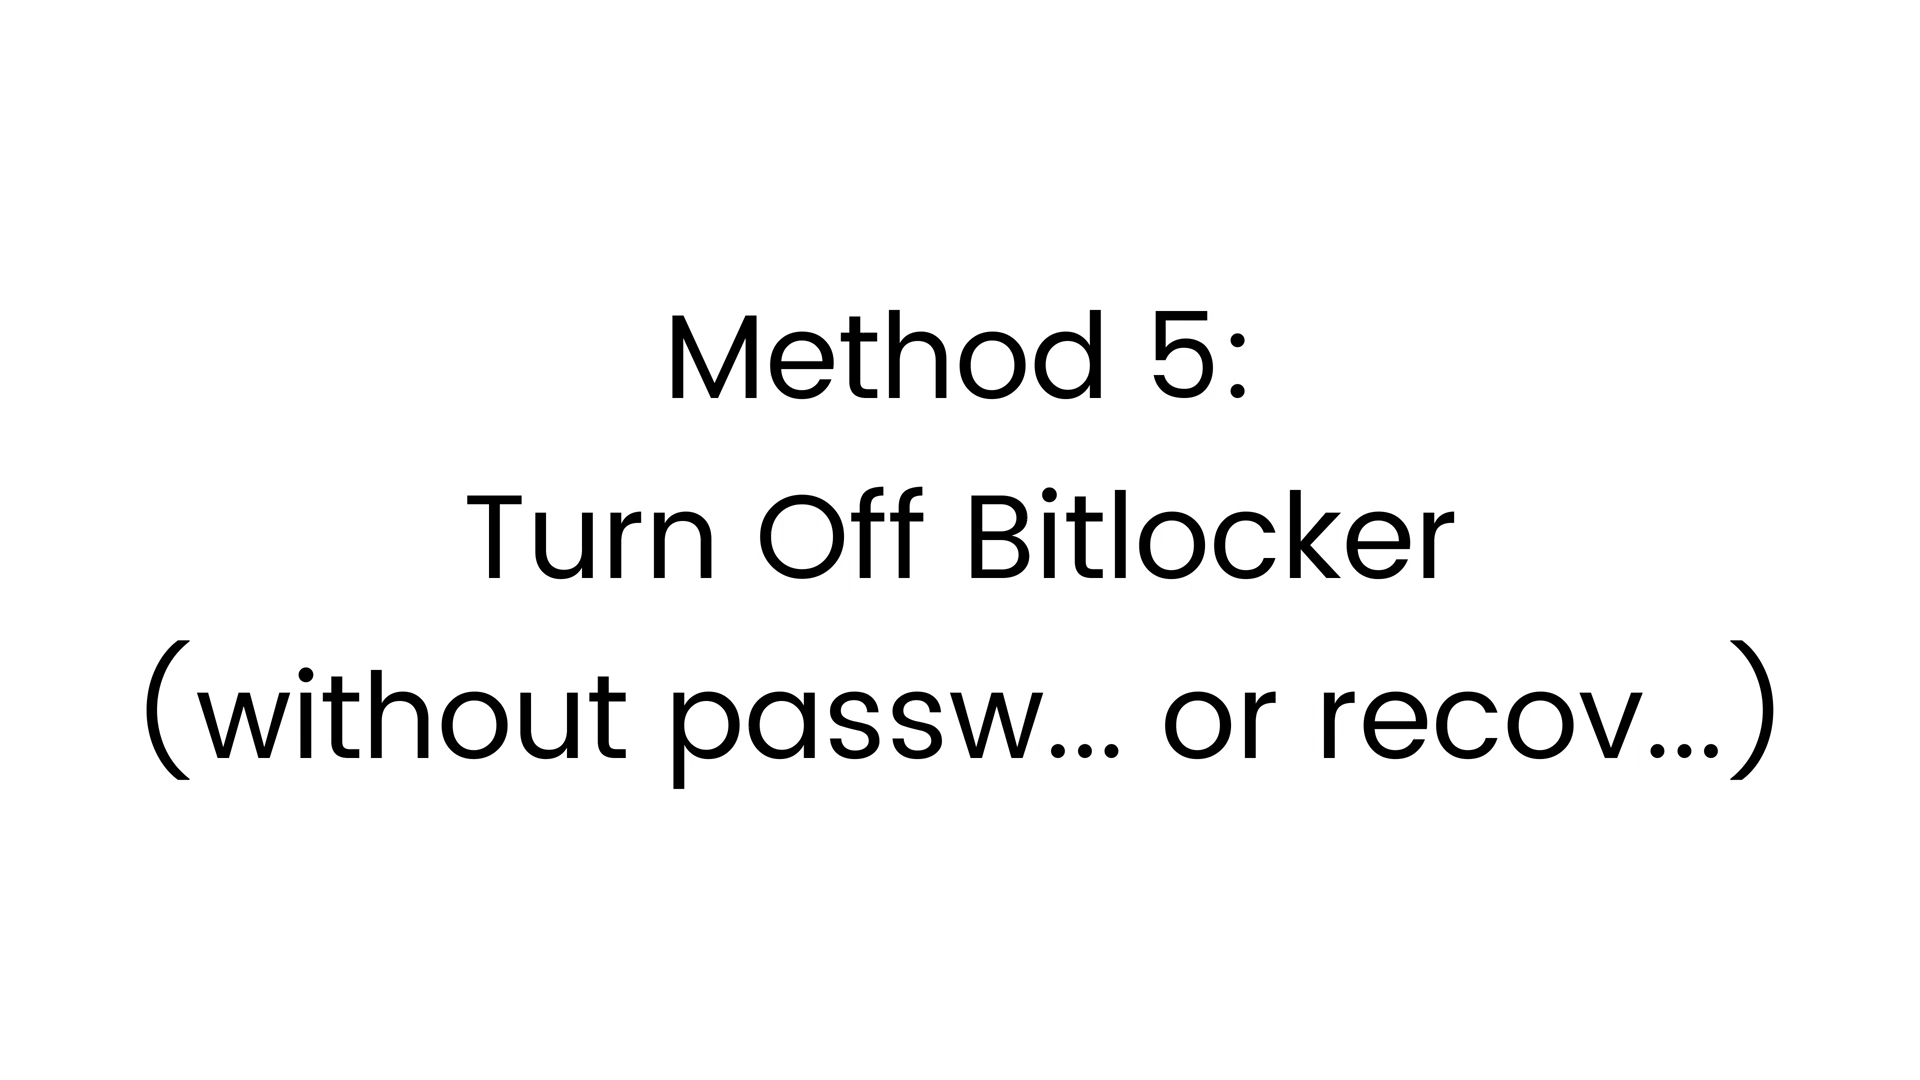 Method 5:
Turn Off Bitlocker
(without passw... or recov...)